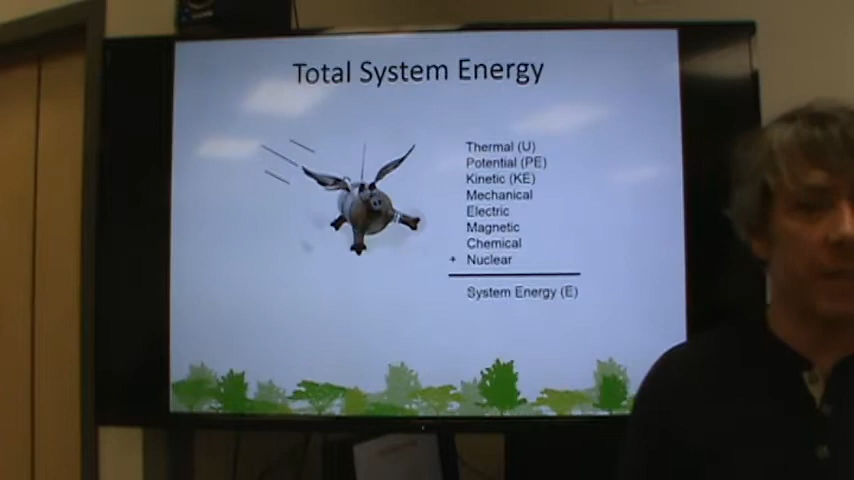 Total System Energy
Thermal (U)
Potential (PE)
Kinetic (KE)
Mechanical
Electric
Magnetic
Chemical
+ Nuclear
System Energy (E)